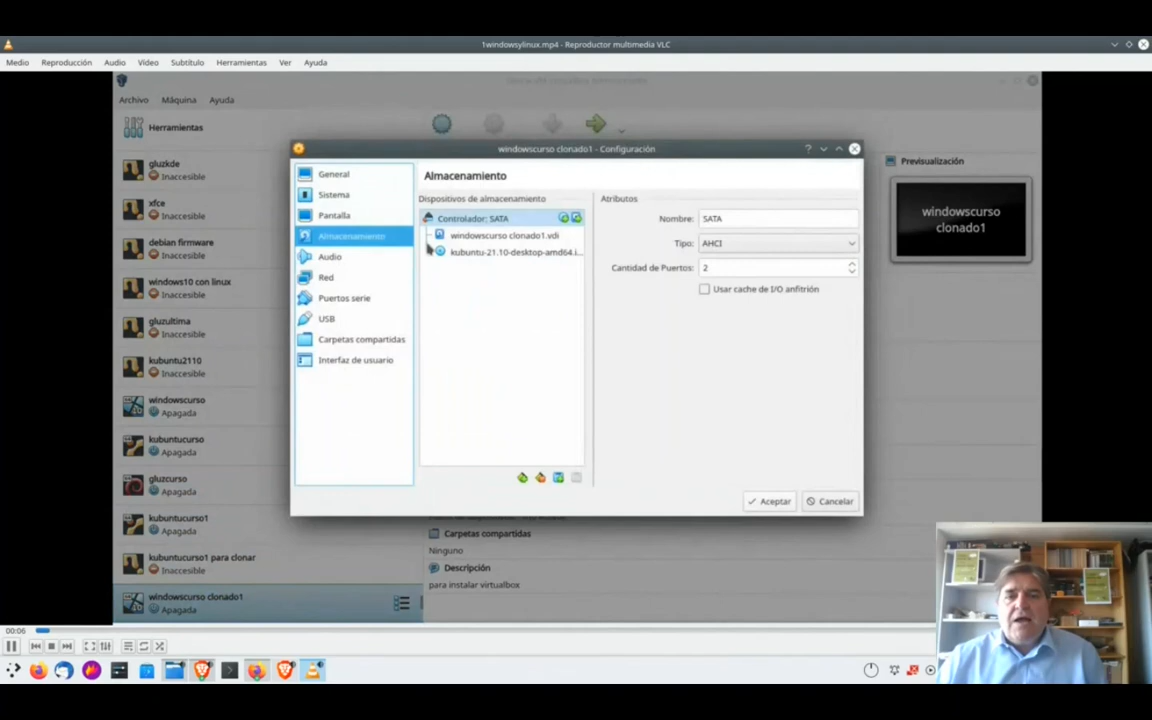 1windowsylinux.mp4 - Reproductor multimedia VLC
Medio Reproducción Audio Vídeo Subtítulo Herramientas Ver Ayuda
Archivo Máquina Ayuda
Herramientas
gluzkde
Inaccesible
xfce
Inaccesible
debian firmware
Inaccesible
windows10 con linux
Inaccesible
gluzultima
Inaccesible
kubuntu2110
Inaccesible
windowscurso
Apagada
kubuntucurso
Apagada
gluzcurso
Apagada
kubuntucurso1
Apagada
kubuntucurso1 para clonar
Inaccesible
windowscurso clonado1
Apagada
windowscurso clonado1 - Configuración
General
Sistema
Pantalla
Almacenamiento
Audio
Red
Puertos serie
USB
Carpetas compartidas
Interfaz de usuario
Almacenamiento
Dispositivos de almacenamiento
Controlador: SATA
windowscurso clonado1.vdi
kubuntu-21.10-desktop-amd64.i...
Atributos
Nombre: SATA
Tipo: AHCI
Cantidad de Puertos: 2
Usar cache de I/O anfitrión
Aceptar Cancelar
Previsualización
windowscurso
clonado1
Carpetas compartidas
Ninguno
Descripción
para instalar virtualbox
00:06